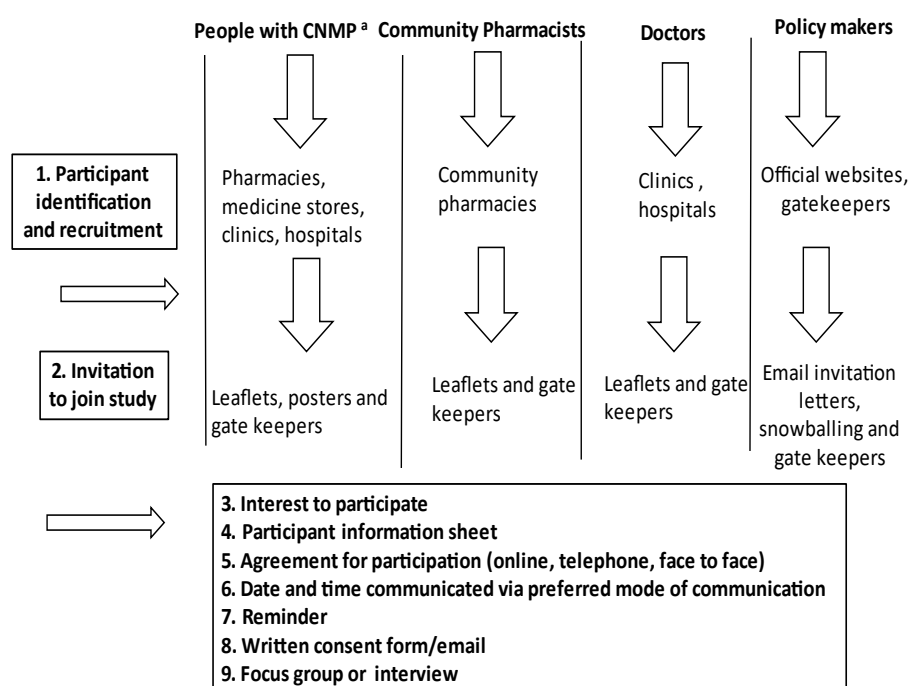 People with CNMP a
Community Pharmacists
Doctors
Policy makers
1. Participant
identification
and recruitment
Pharmacies,
medicine stores,
clinics, hospitals
Community
pharmacies
Clinics ,
hospitals
Official websites,
gatekeepers
2. Invitation
to join study
Leaflets, posters and
gate keepers
Leaflets and gate
keepers
Leaflets and gate
keepers
Email invitation
letters,
snowballing and
gate keepers
3. Interest to participate
4. Participant information sheet
5. Agreement for participation (online, telephone, face to face)
6. Date and time communicated via preferred mode of communication
7. Reminder
8. Written consent form/email
9. Focus group or interview